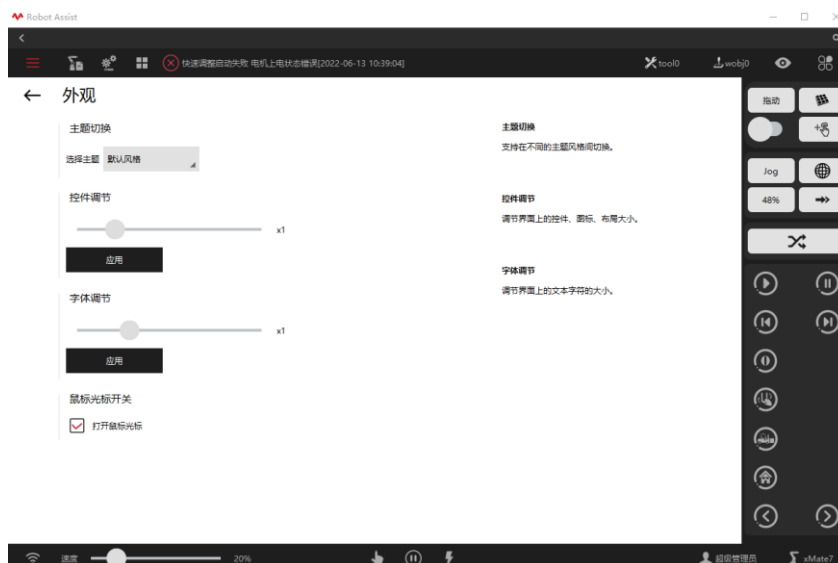 Robot Assist
快速调整启动失败 电机上电状态错误[2022-06-13 10:39:04]
tool0
wobj0
外观
主题切换
选择主题 默认风格
控件调节
x1
应用
字体调节
x1
应用
鼠标光标开关
打开鼠标光标
主题切换
支持在不同的主题风格间切换。
控件调节
调节界面上的控件、图标、布局大小。
字体调节
调节界面上的文本字符的大小。
拖动
Jog
48%
速度
20%
超级管理员
xMate7